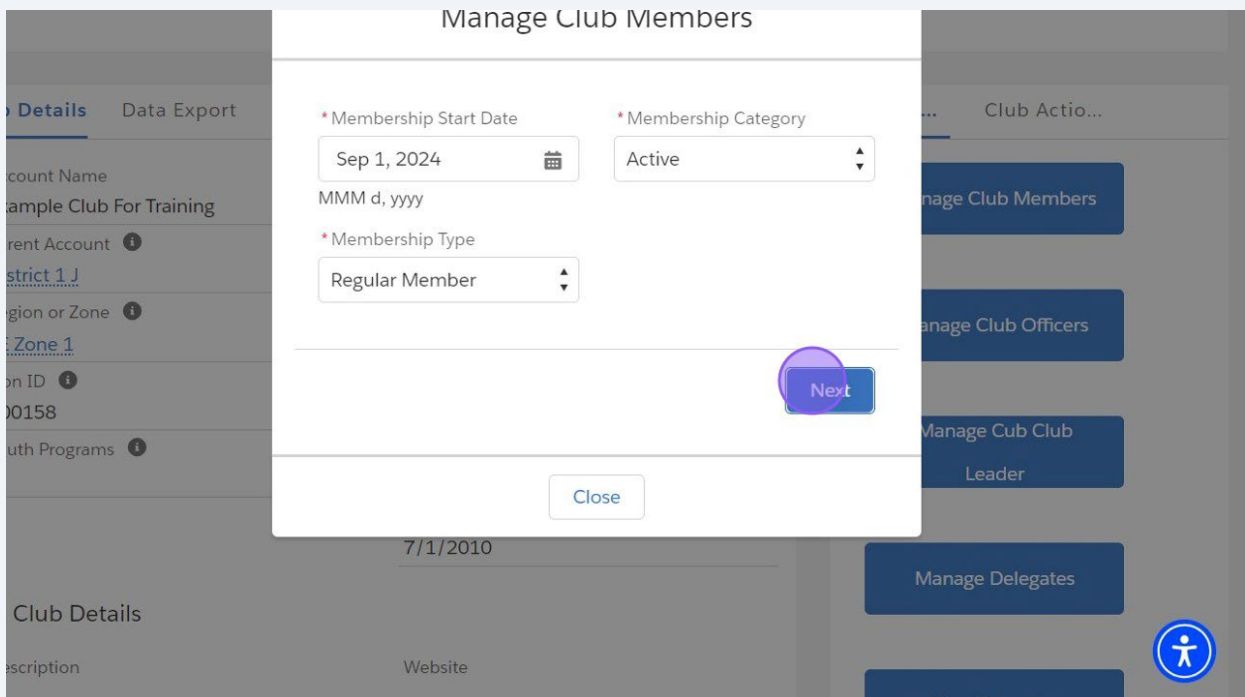 Manage Club Members
Details Data Export
... Club Actio...
* Membership Start Date
* Membership Category
Sep 1, 2024
Active
MMM d, yyyy
* Membership Type
Regular Member
Next
Close
count Name
ample Club For Training
rent Account
strict 1 J
gion or Zone
Zone 1
on ID
00158
uth Programs
7/1/2010
Club Details
escription
Website
nage Club Members
anage Club Officers
Manage Cub Club
Leader
Manage Delegates